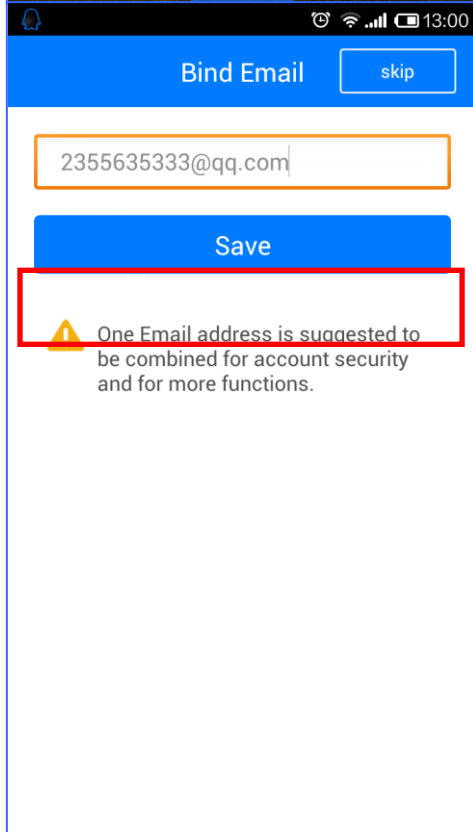 13:00
Bind Email
skip
2355635333@qq.com
Save
One Email address is suggested to
be combined for account security
and for more functions.